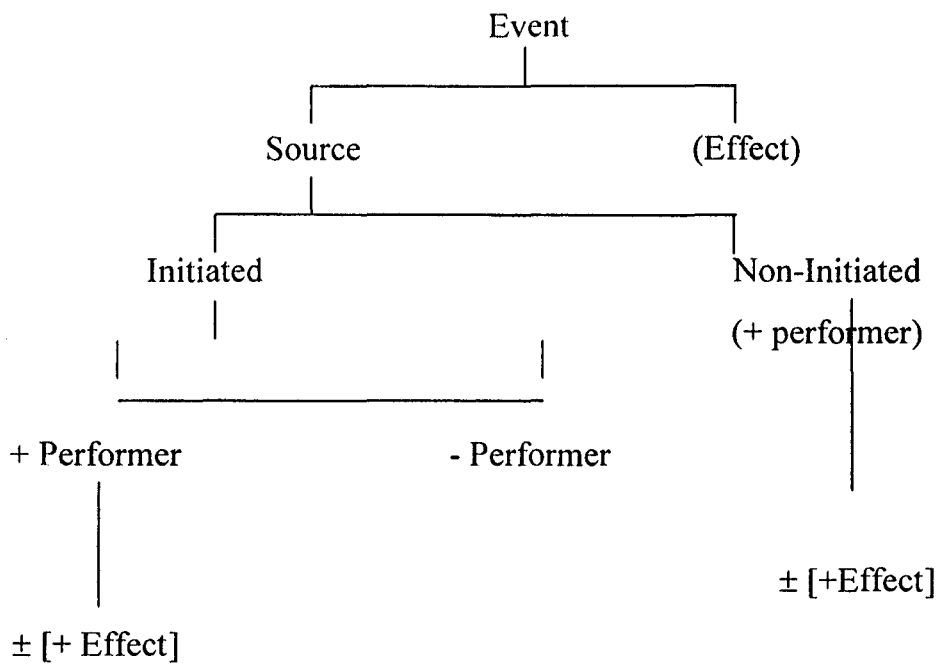 Event
Source (Effect)
Initiated Non-Initiated
(+ performer)
+ Performer - Performer
± [+Effect]
± [+ Effect]